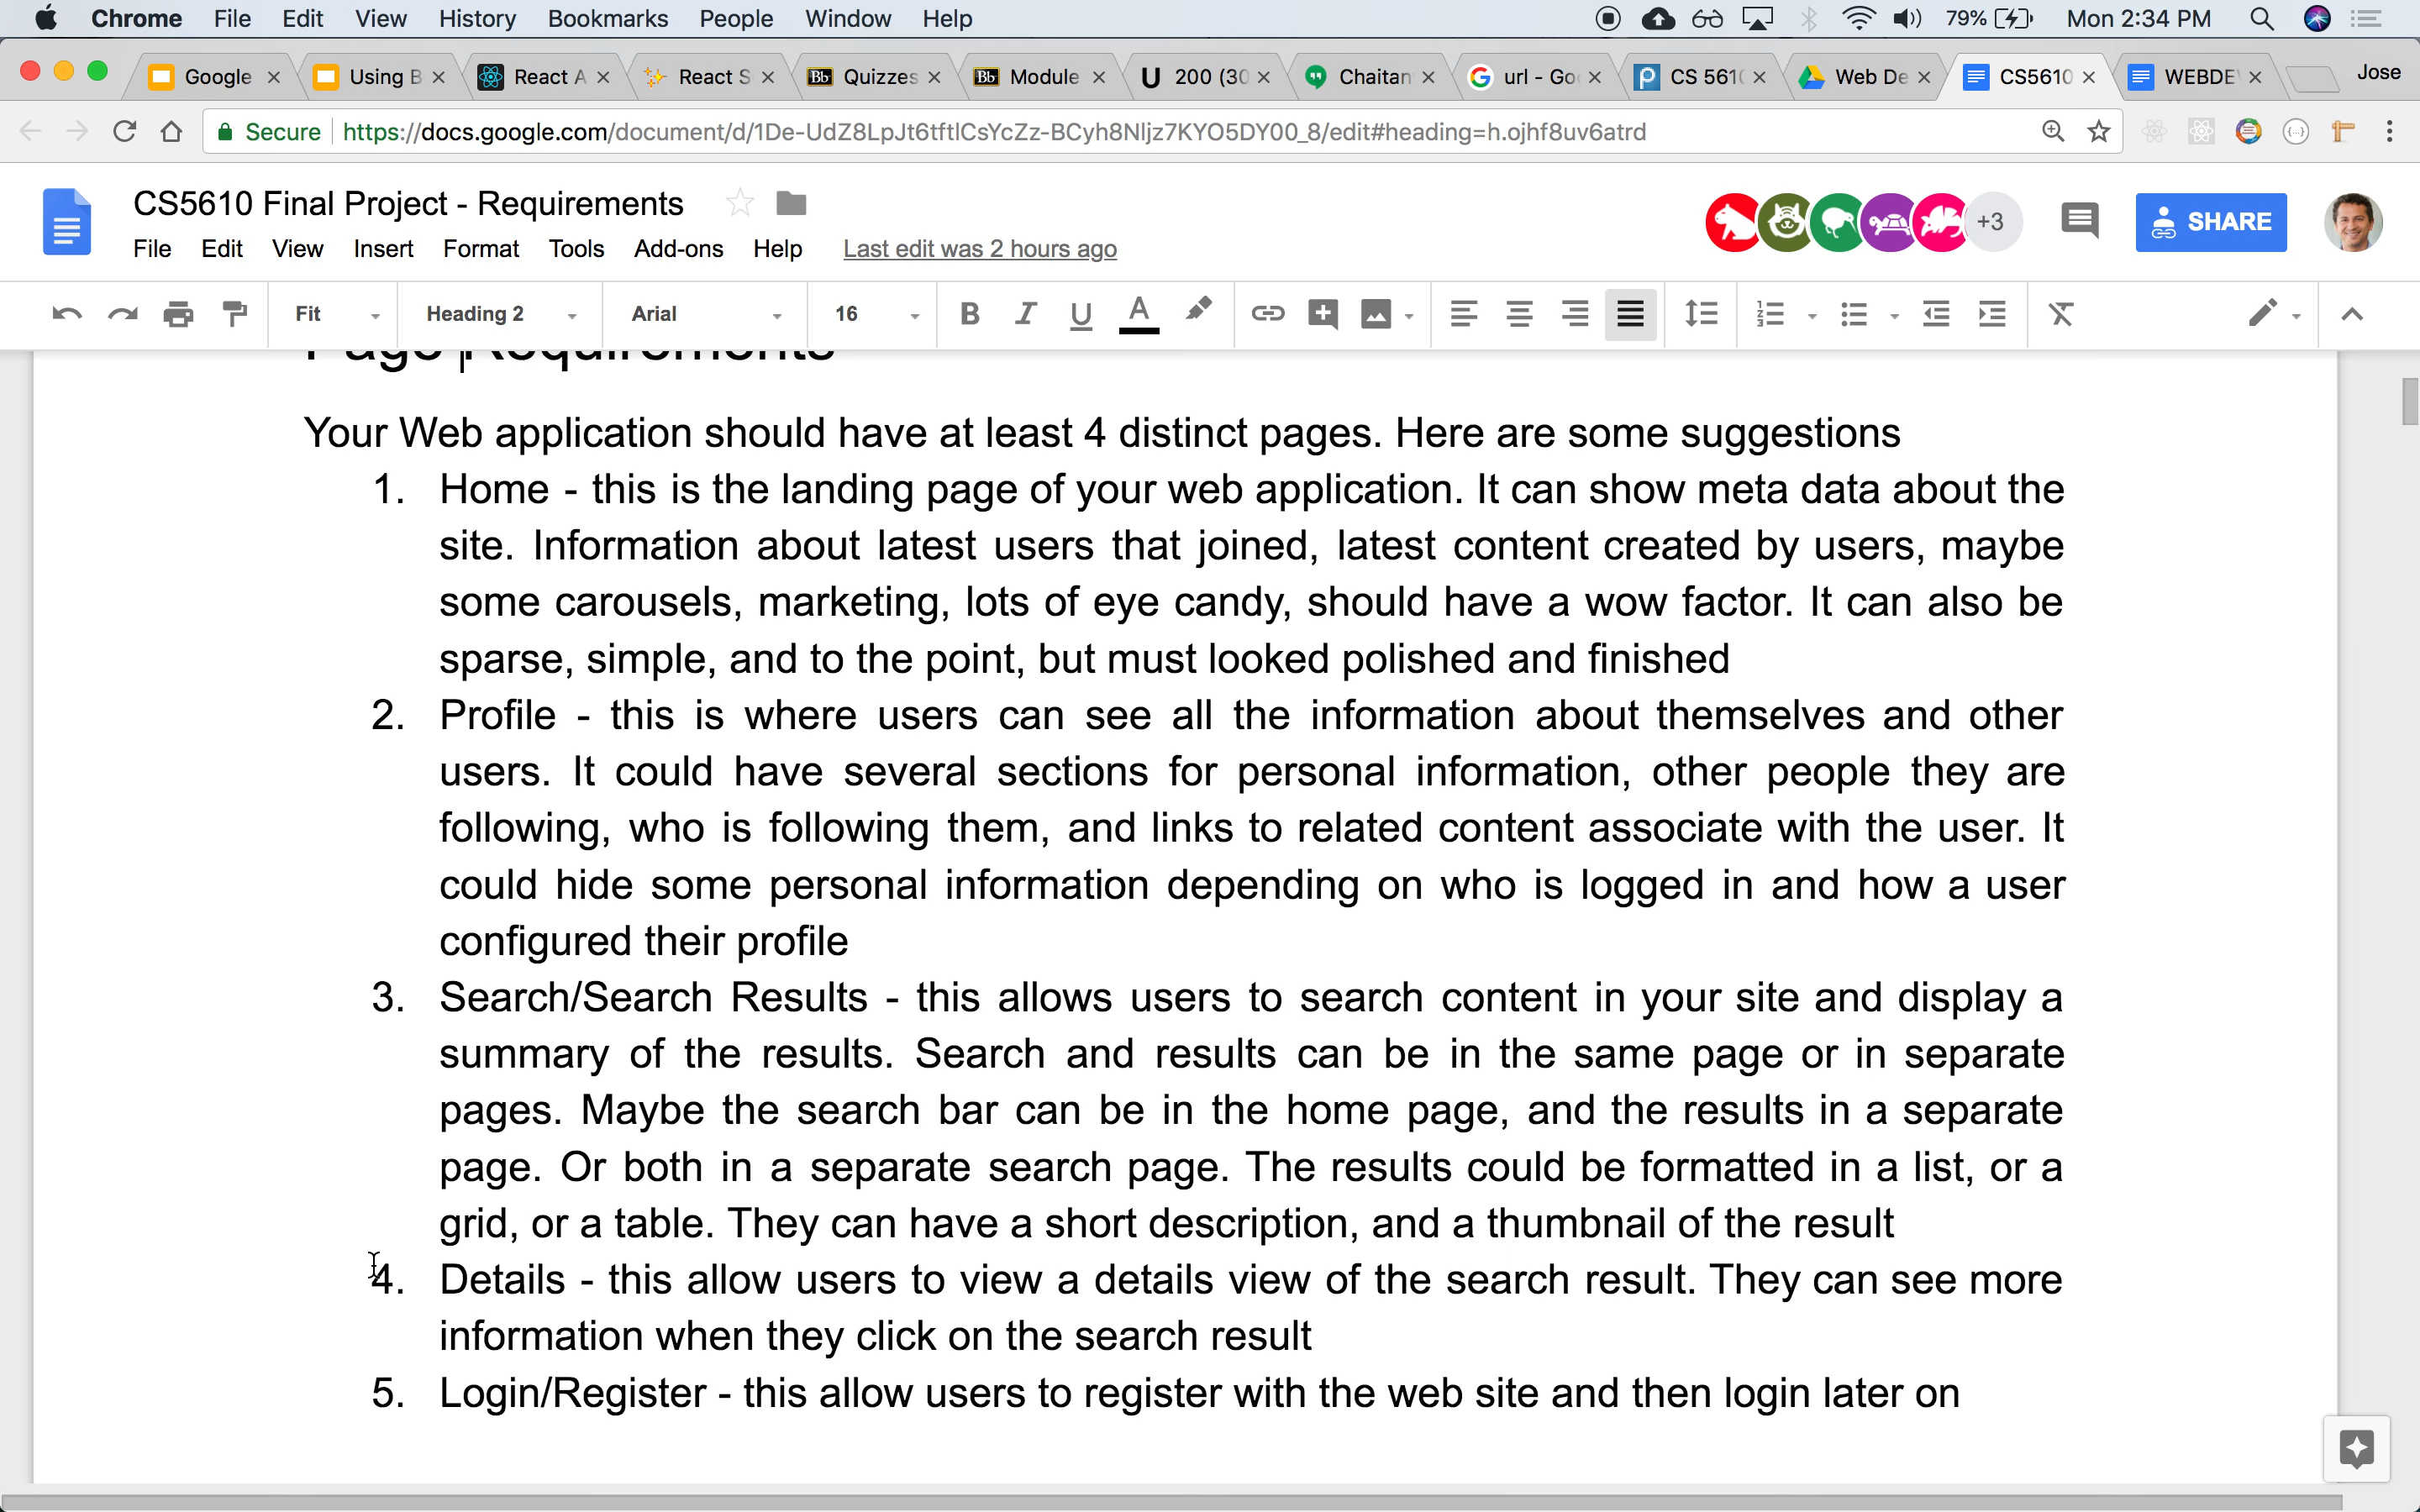 Chrome File Edit View History Bookmarks People Window Help 79% Mon 2:34 PM
Google Using B React A React S Quizzes Module 200 (30 Chaitan url - Goo CS 5610 Web De CS5610 WEBDE Jose
Secure https://docs.google.com/document/d/1De-UdZ8LpJt6tftlCsYcZz-BCyh8Nljz7KYO5DY00_8/edit#heading=h.ojhf8uv6atrd
CS5610 Final Project - Requirements
+3
SHARE
File Edit View Insert Format Tools Add-ons Help Last edit was 2 hours ago
Fit Heading 2 Arial 16
Page Requirements
Your Web application should have at least 4 distinct pages. Here are some suggestions
1. Home - this is the landing page of your web application. It can show meta data about the
site. Information about latest users that joined, latest content created by users, maybe
some carousels, marketing, lots of eye candy, should have a wow factor. It can also be
sparse, simple, and to the point, but must looked polished and finished
2. Profile - this is where users can see all the information about themselves and other
users. It could have several sections for personal information, other people they are
following, who is following them, and links to related content associate with the user. It
could hide some personal information depending on who is logged in and how a user
configured their profile
3. Search/Search Results - this allows users to search content in your site and display a
summary of the results. Search and results can be in the same page or in separate
pages. Maybe the search bar can be in the home page, and the results in a separate
page. Or both in a separate search page. The results could be formatted in a list, or a
grid, or a table. They can have a short description, and a thumbnail of the result
4. Details - this allow users to view a details view of the search result. They can see more
information when they click on the search result
5. Login/Register - this allow users to register with the web site and then login later on